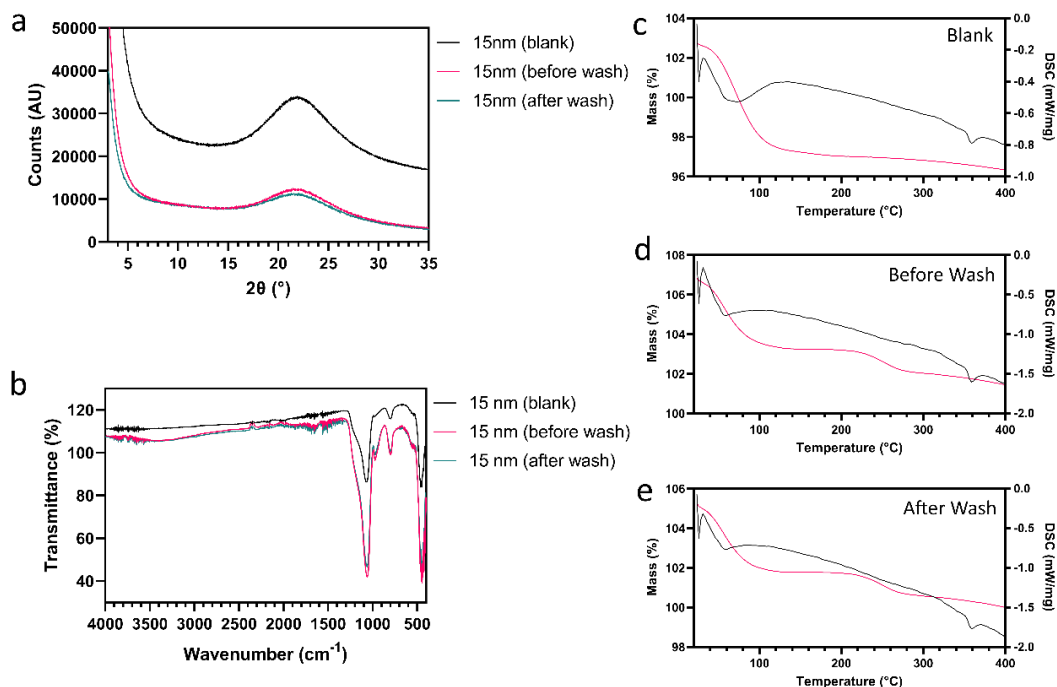 a
50000
40000
30000
20000
10000
0
Counts (AU)
5 10 15 20 25 30 35
2θ (°)
15nm (blank)
15nm (before wash)
15nm (after wash)
b
120
100
80
60
40
Transmittance (%)
4000 3500 3000 2500 2000 1500 1000 500
Wavenumber (cm-1)
15 nm (blank)
15 nm (before wash)
15 nm (after wash)
c
Blank
104
102
100
98
96
Mass (%)
0.0
-0.2
-0.4
-0.6
-0.8
-1.0
DSC (mW/mg)
100 200 300 400
Temperature (°C)
d
Before Wash
108
106
104
102
100
Mass (%)
0.0
-0.5
-1.0
-1.5
-2.0
DSC (mW/mg)
100 200 300 400
Temperature (°C)
e
After Wash
106
104
102
100
98
Mass (%)
0.0
-0.5
-1.0
-1.5
-2.0
DSC (mW/mg)
100 200 300 400
Temperature (°C)